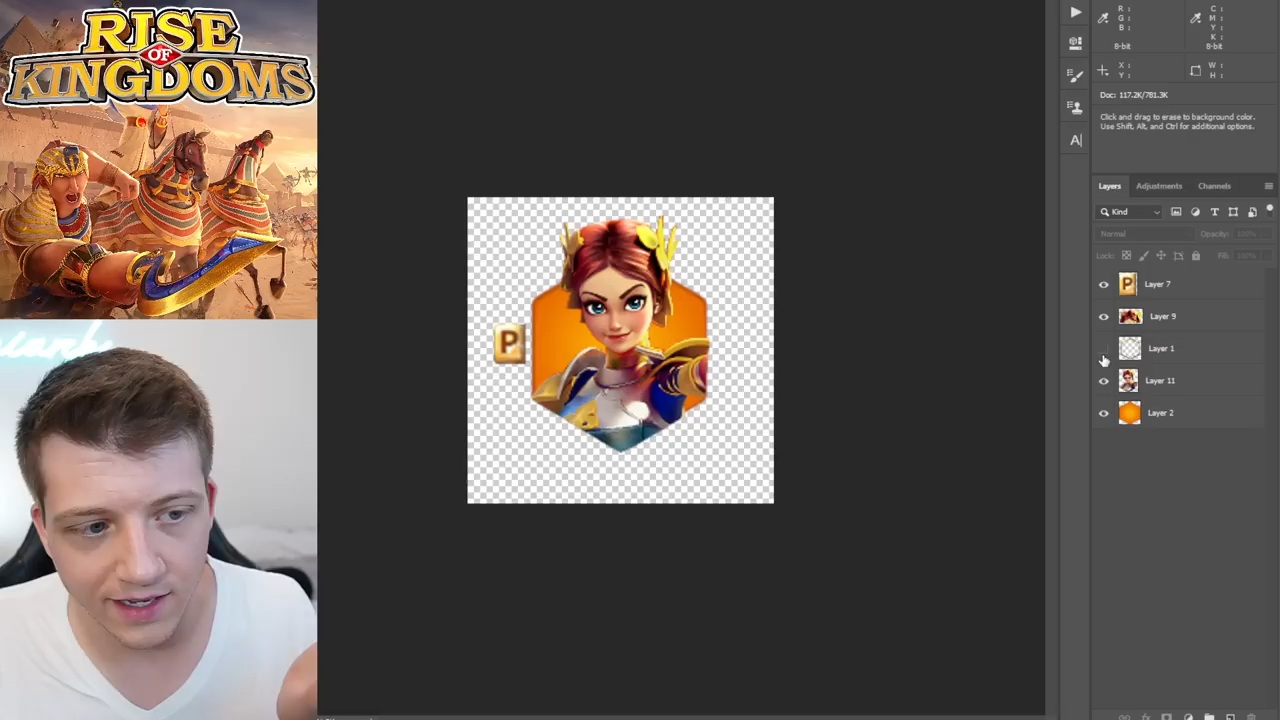 RISE
OF
KINGDOMS
P
R :
G :
B :
8-bit
C :
M :
Y :
K :
8-bit
X :
Y :
W :
H :
Doc: 117.2K/781.3K
Click and drag to erase to background color.
Use Shift, Alt, and Ctrl for additional options.
A|
Layers
Adjustments
Channels
Kind
T
Normal
Opacity: 100%
Lock:
Fill: 100%
P
Layer 7
Layer 9
Layer 1
Layer 11
Layer 2